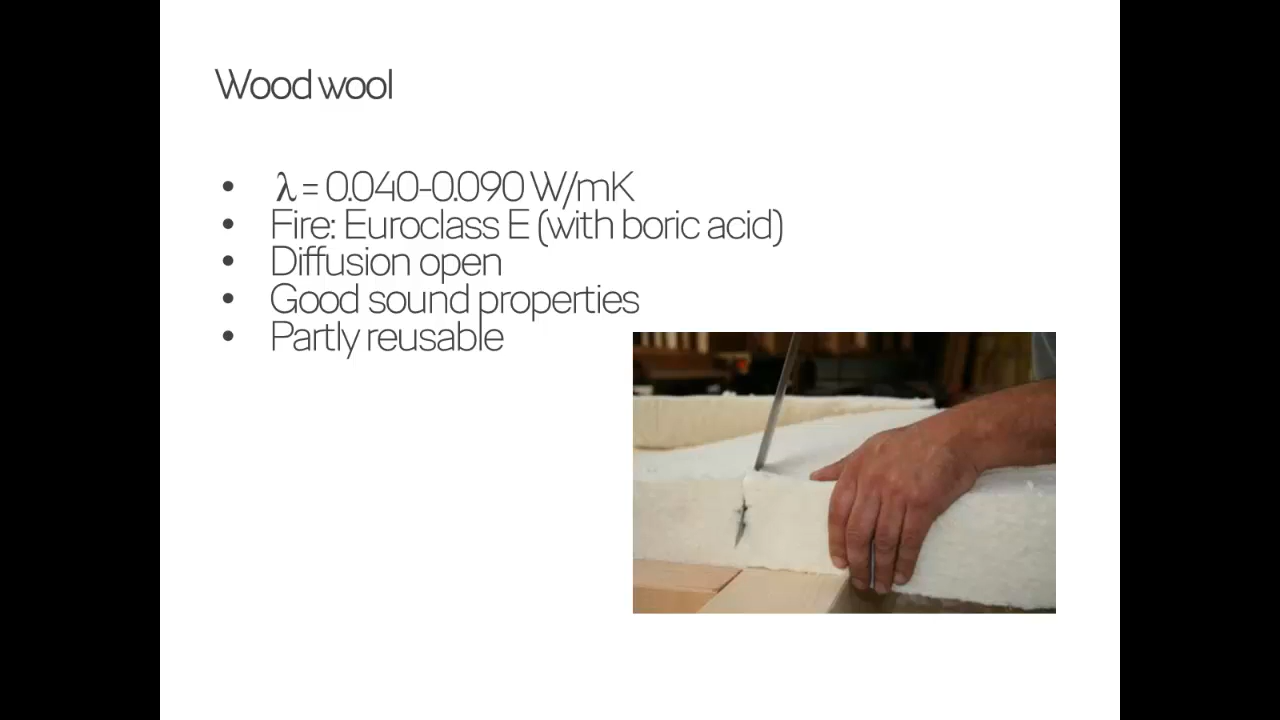 Wood wool
• λ = 0.040-0.090 W/mK
• Fire: Euroclass E (with boric acid)
• Diffusion open
• Good sound properties
• Partly reusable